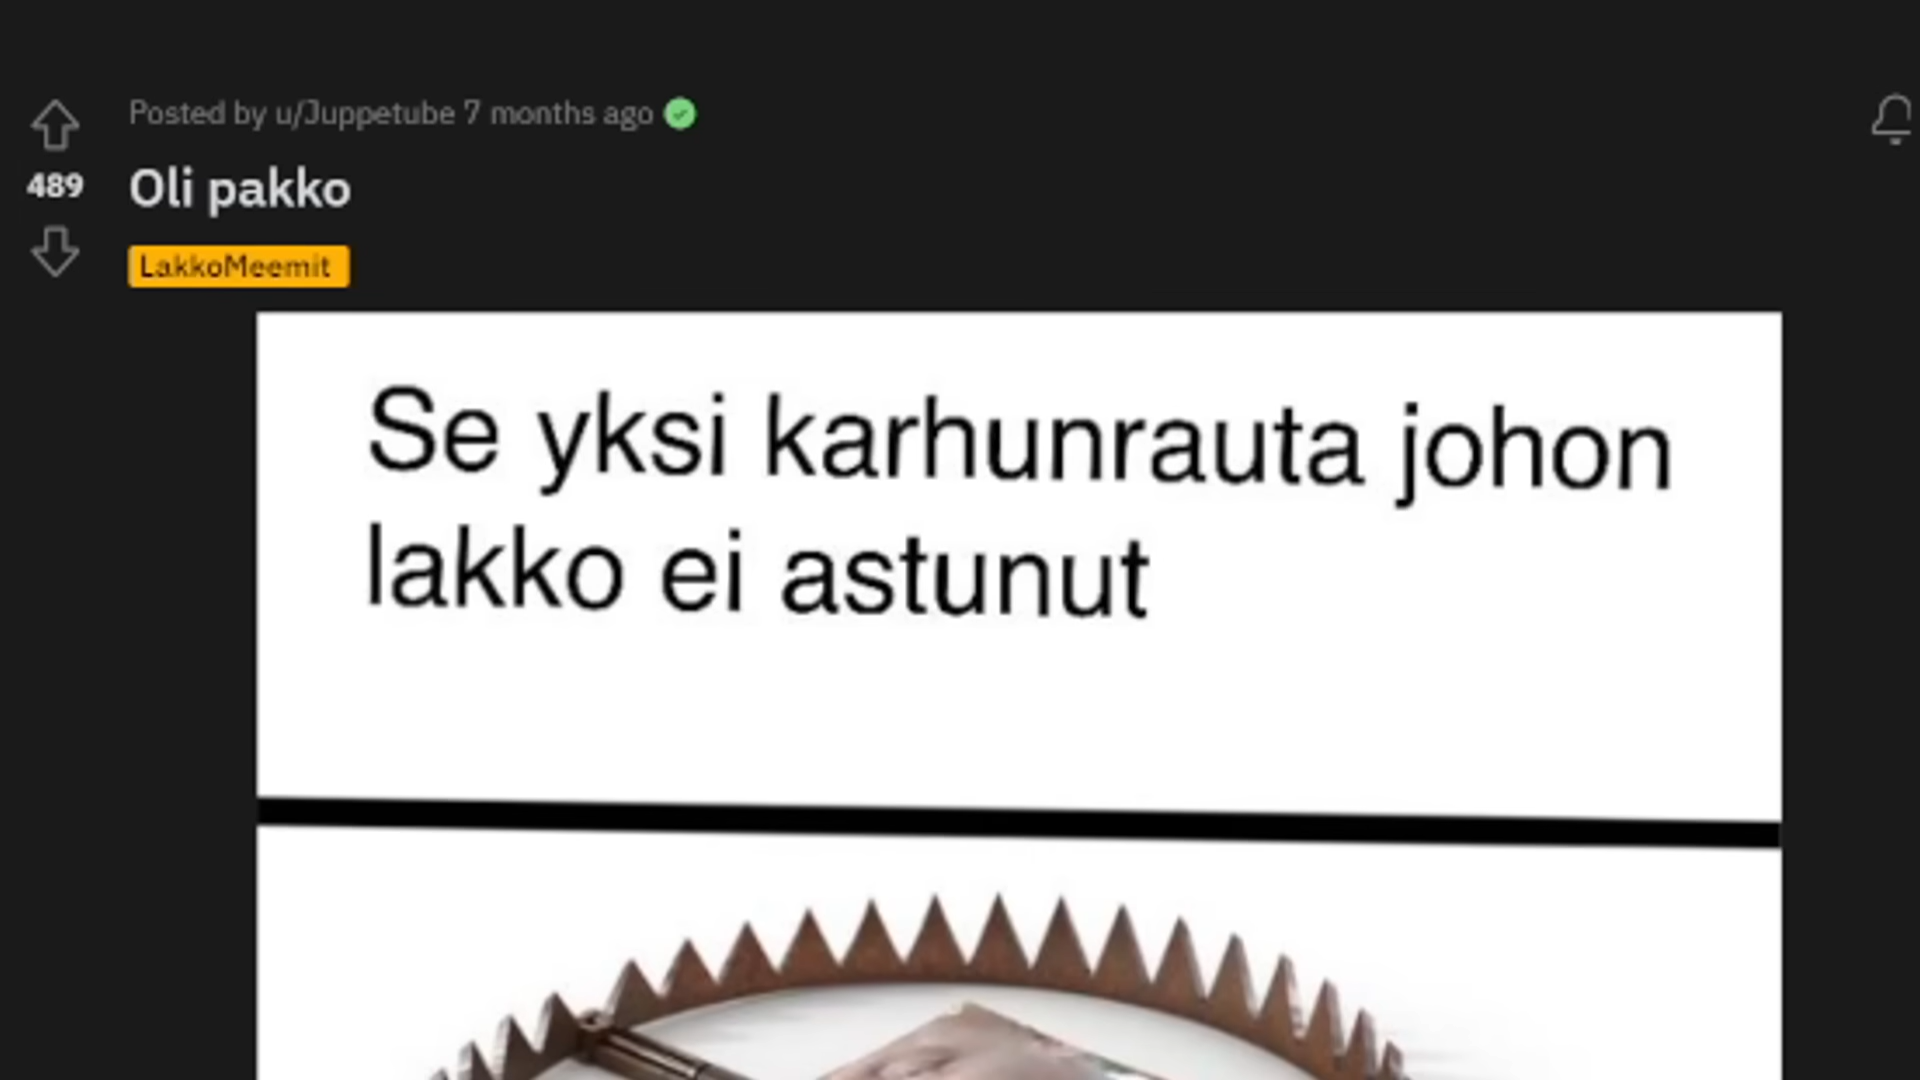 Posted by u/Juppetube 7 months ago
489
Oli pakko
LakkoMeemit
Se yksi karhunrauta johon
lakko ei astunut